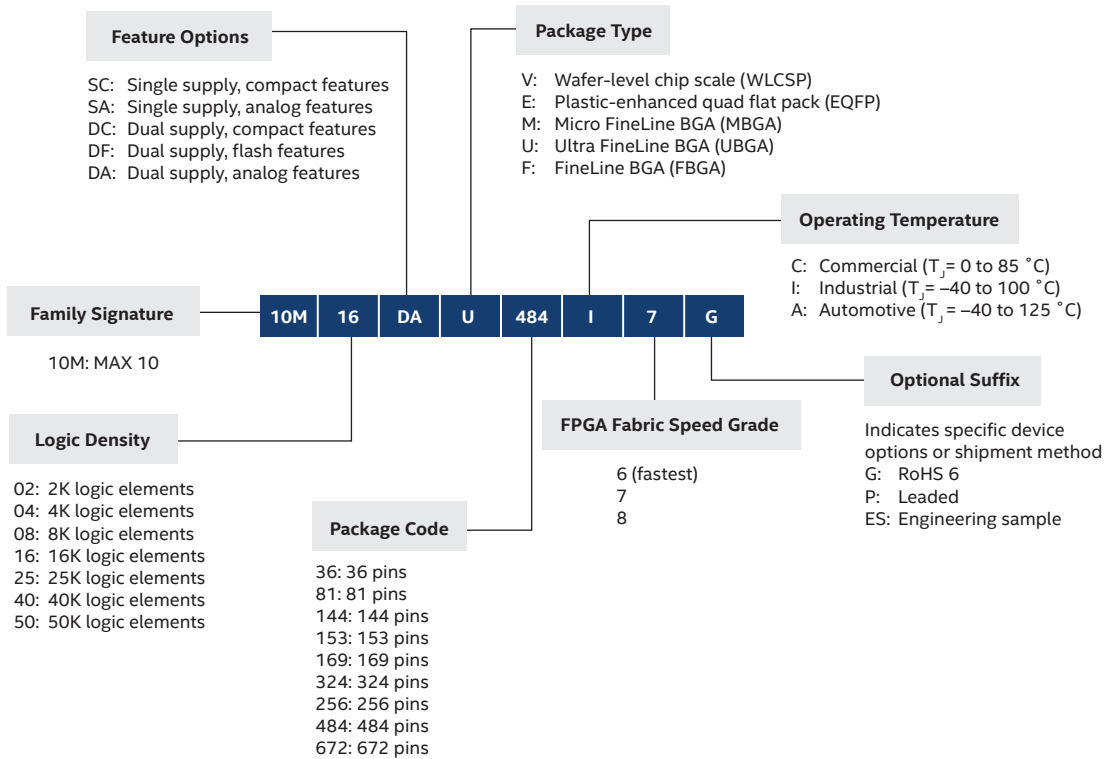 Feature Options
SC: Single supply, compact features
SA: Single supply, analog features
DC: Dual supply, compact features
DF: Dual supply, flash features
DA: Dual supply, analog features
Package Type
V: Wafer-level chip scale (WLCSP)
E: Plastic-enhanced quad flat pack (EQFP)
M: Micro FineLine BGA (MBGA)
U: Ultra FineLine BGA (UBGA)
F: FineLine BGA (FBGA)
Operating Temperature
C: Commercial (TJ= 0 to 85 ˚C)
I: Industrial (TJ= –40 to 100 ˚C)
A: Automotive (TJ = –40 to 125 ˚C)
Family Signature
10M: MAX 10
10M 16 DA U 484 I 7 G
Logic Density
02: 2K logic elements
04: 4K logic elements
08: 8K logic elements
16: 16K logic elements
25: 25K logic elements
40: 40K logic elements
50: 50K logic elements
Package Code
36: 36 pins
81: 81 pins
144: 144 pins
153: 153 pins
169: 169 pins
324: 324 pins
256: 256 pins
484: 484 pins
672: 672 pins
FPGA Fabric Speed Grade
6 (fastest)
7
8
Optional Suffix
Indicates specific device
options or shipment method
G: RoHS 6
P: Leaded
ES: Engineering sample